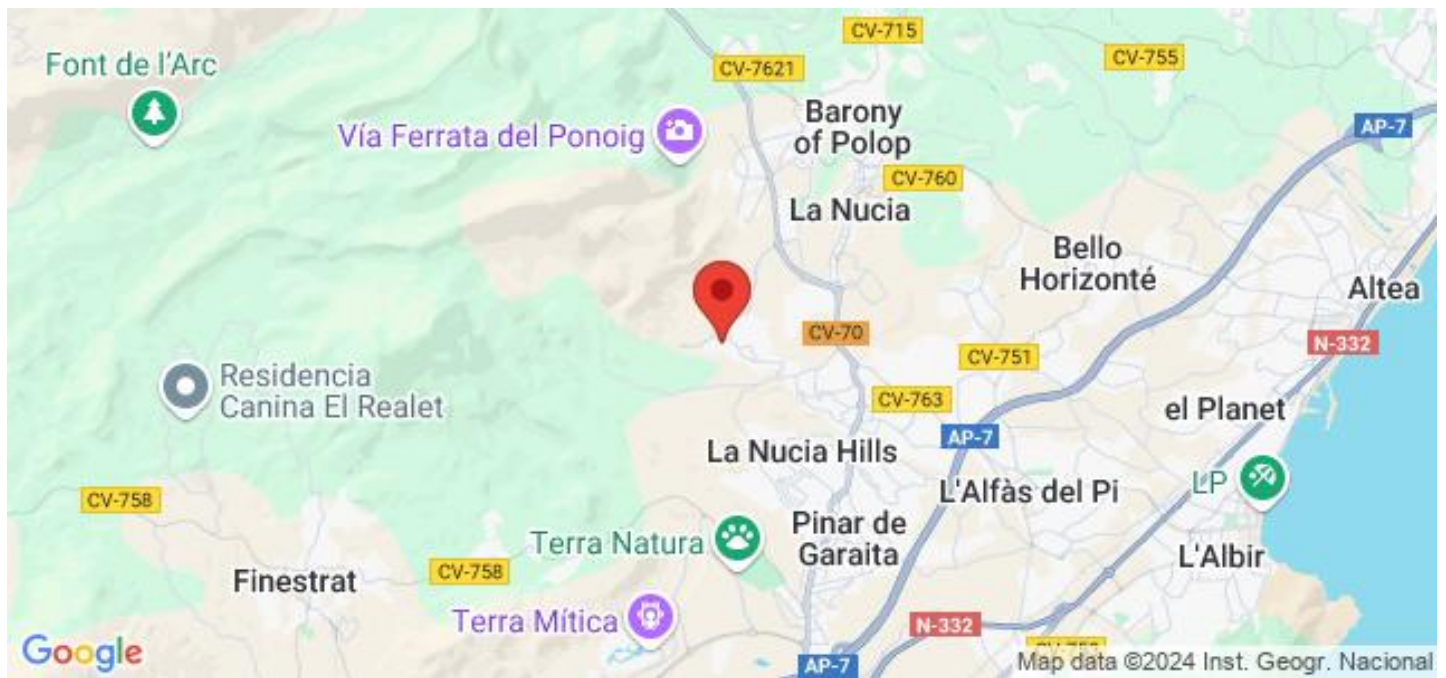 CV-715
CV-755
Font de l'Arc
CV-7621
Barony
of Polop
AP-7
Vía Ferrata del Ponoig
CV-760
La Nucia
Bello
Horizonté
Altea
CV-70
N-332
CV-751
Residencia
Canina El Realet
CV-763
el Planet
AP-7
La Nucia Hills
LP
L'Alfàs del Pi
CV-758
Pinar de
Garaita
Terra Natura
L'Albir
CV-758
Finestrat
Terra Mítica
N-332
Google
AP-7
Map data ©2024 Inst. Geogr. Nacional